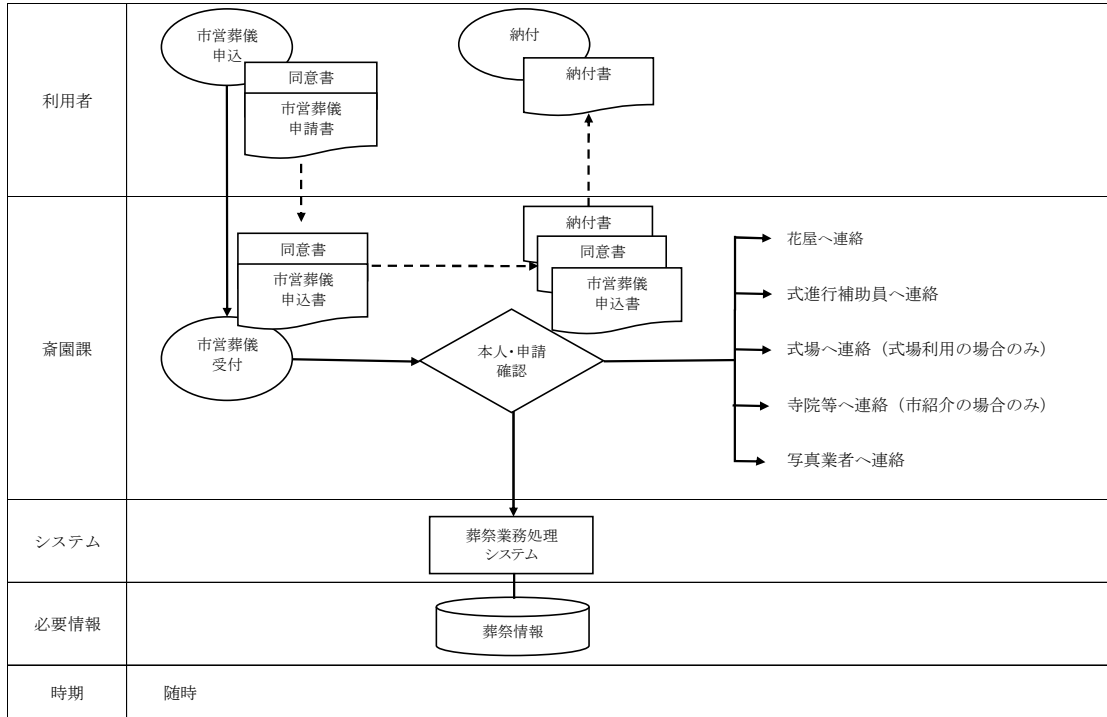 利用者
市営葬儀
申込
同意書
市営葬儀
申請書
納付
納付書
斎園課
同意書
市営葬儀
申込書
市営葬儀
受付
納付書
同意書
市営葬儀
申込書
本人・申請
確認
花屋へ連絡
式進行補助員へ連絡
式場へ連絡（式場利用の場合のみ）
寺院等へ連絡（市紹介の場合のみ）
写真業者へ連絡
システム
葬祭業務処理
システム
必要情報
葬祭情報
時期
随時